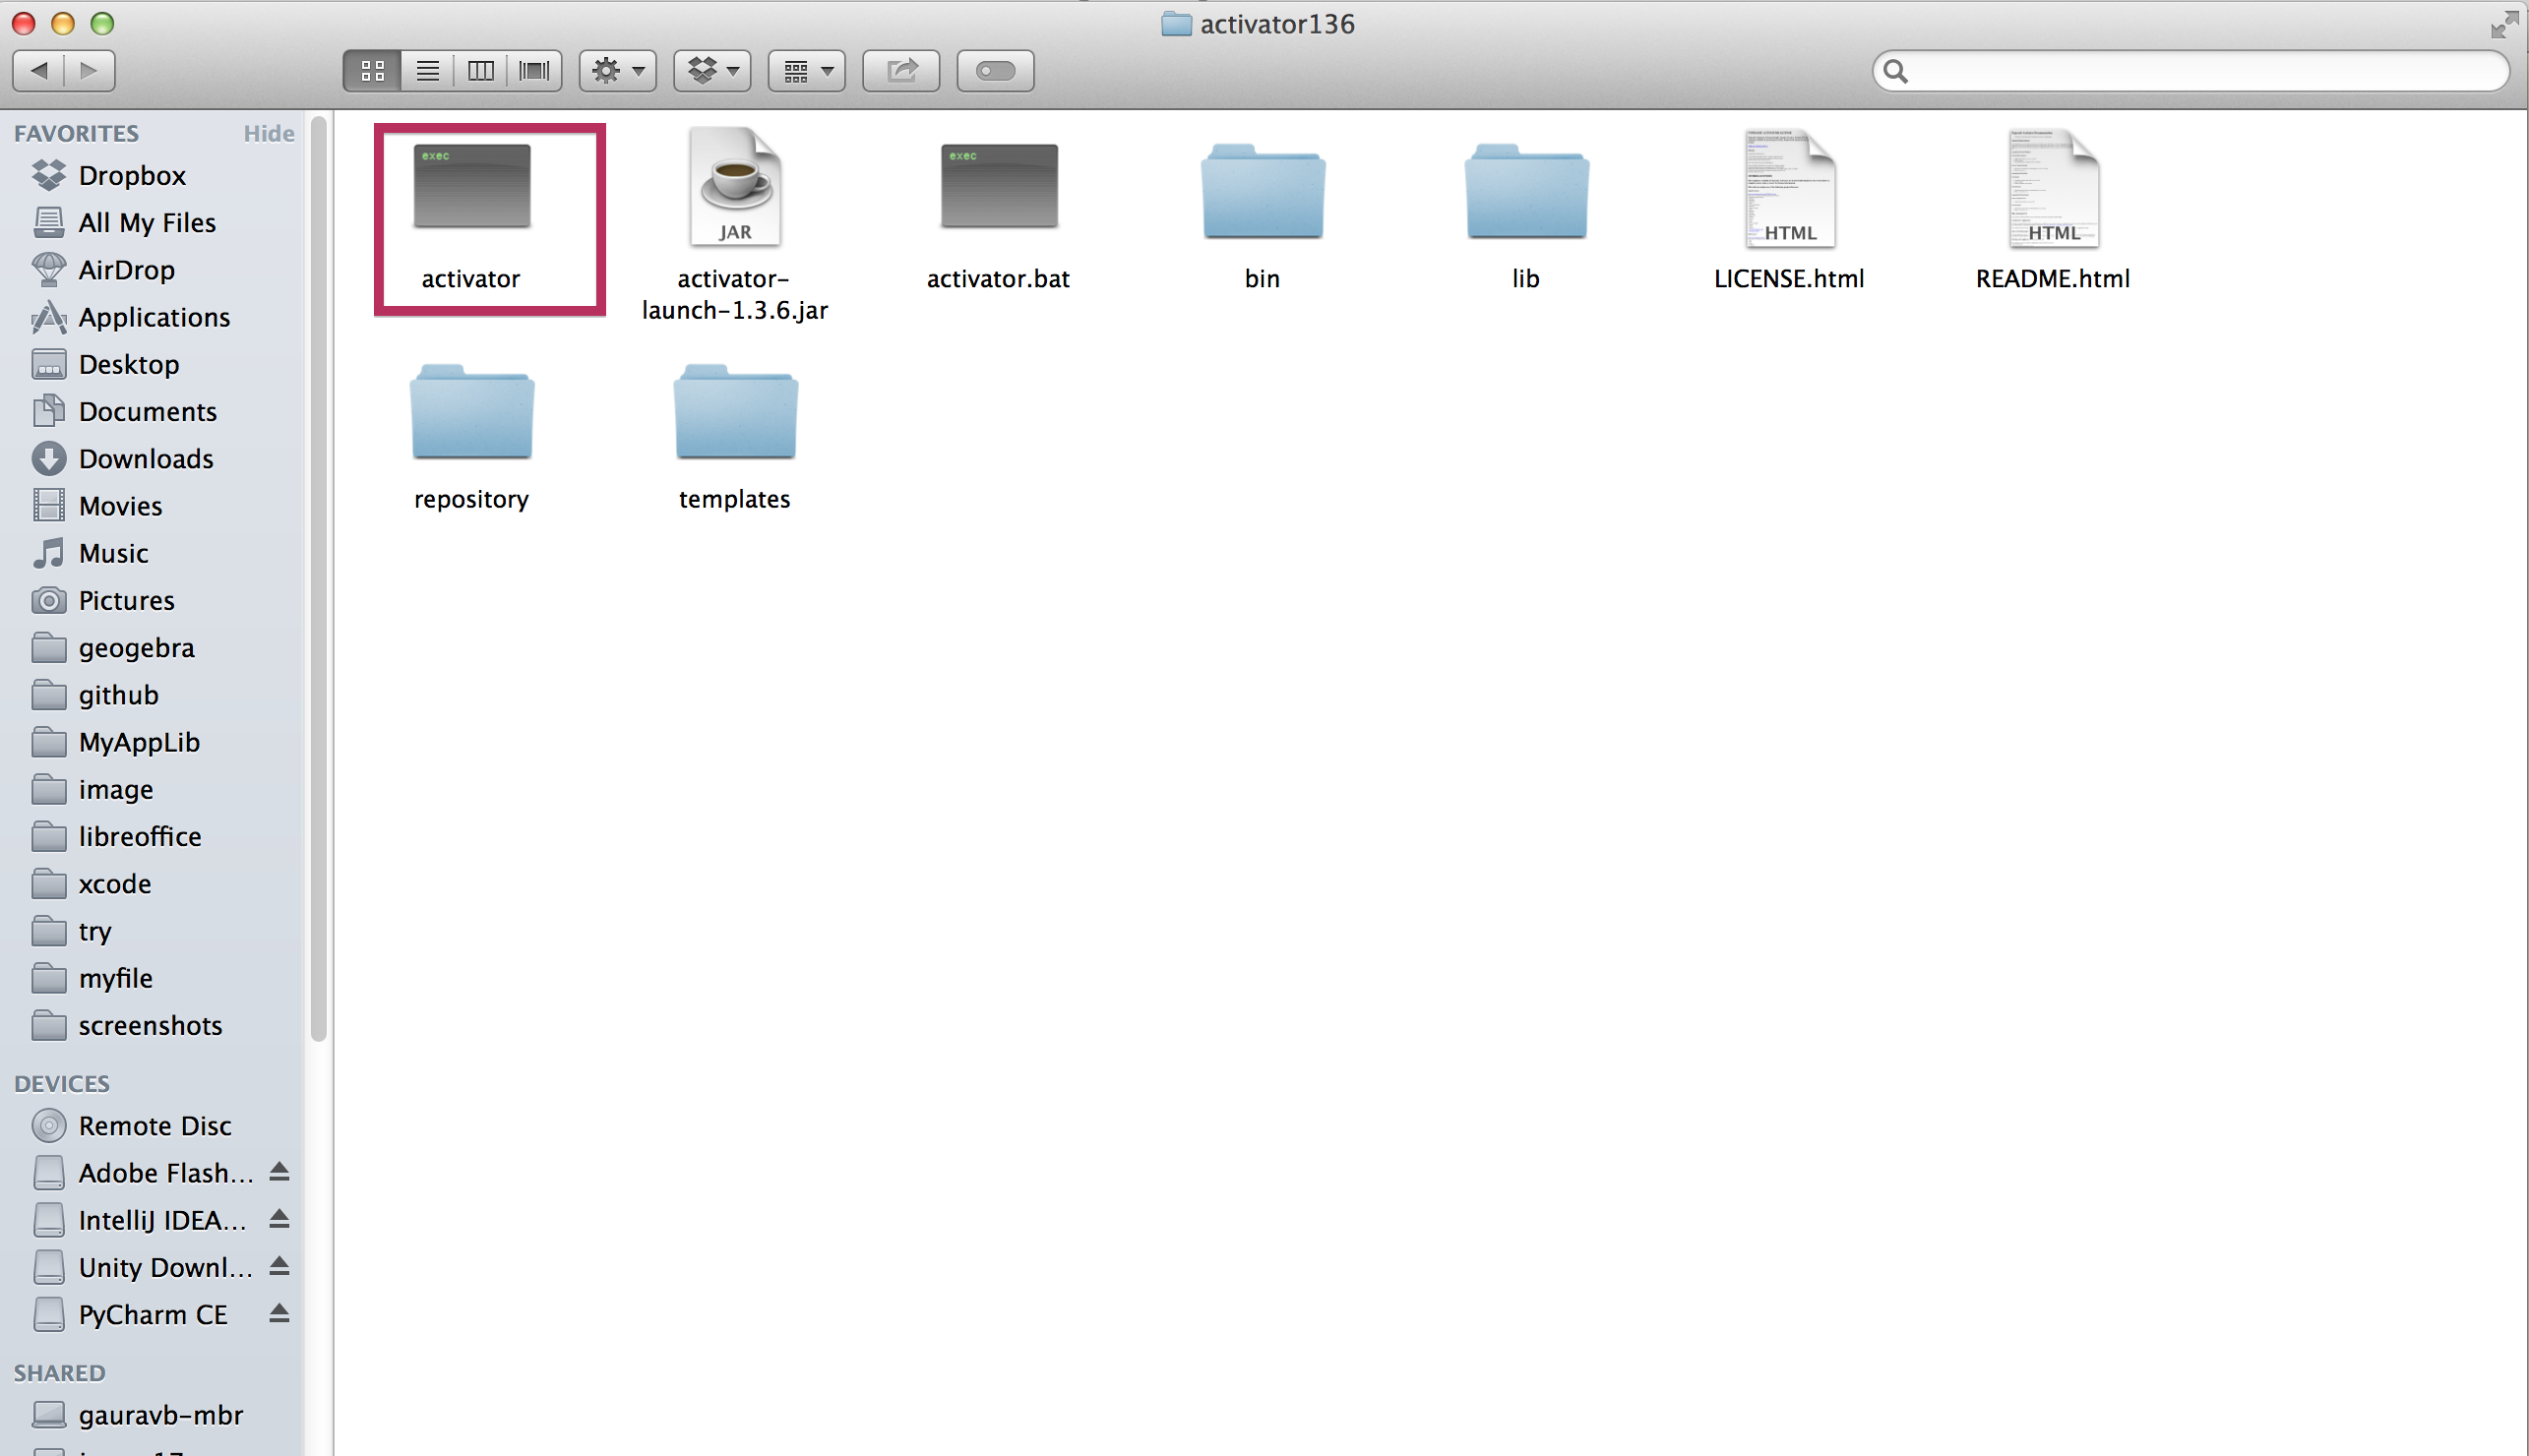 activator136
FAVORITES Hide
Dropbox
All My Files
AirDrop
Applications
Desktop
Documents
Downloads
Movies
Music
Pictures
geogebra
github
MyAppLib
image
libreoffice
xcode
try
myfile
screenshots
DEVICES
Remote Disc
Adobe Flash...
IntelliJ IDEA...
Unity Downl...
PyCharm CE
SHARED
gauravb-mbr
exec
activator
JAR
activator-
launch-1.3.6.jar
exec
activator.bat
bin
lib
HTML
LICENSE.html
HTML
README.html
repository
templates